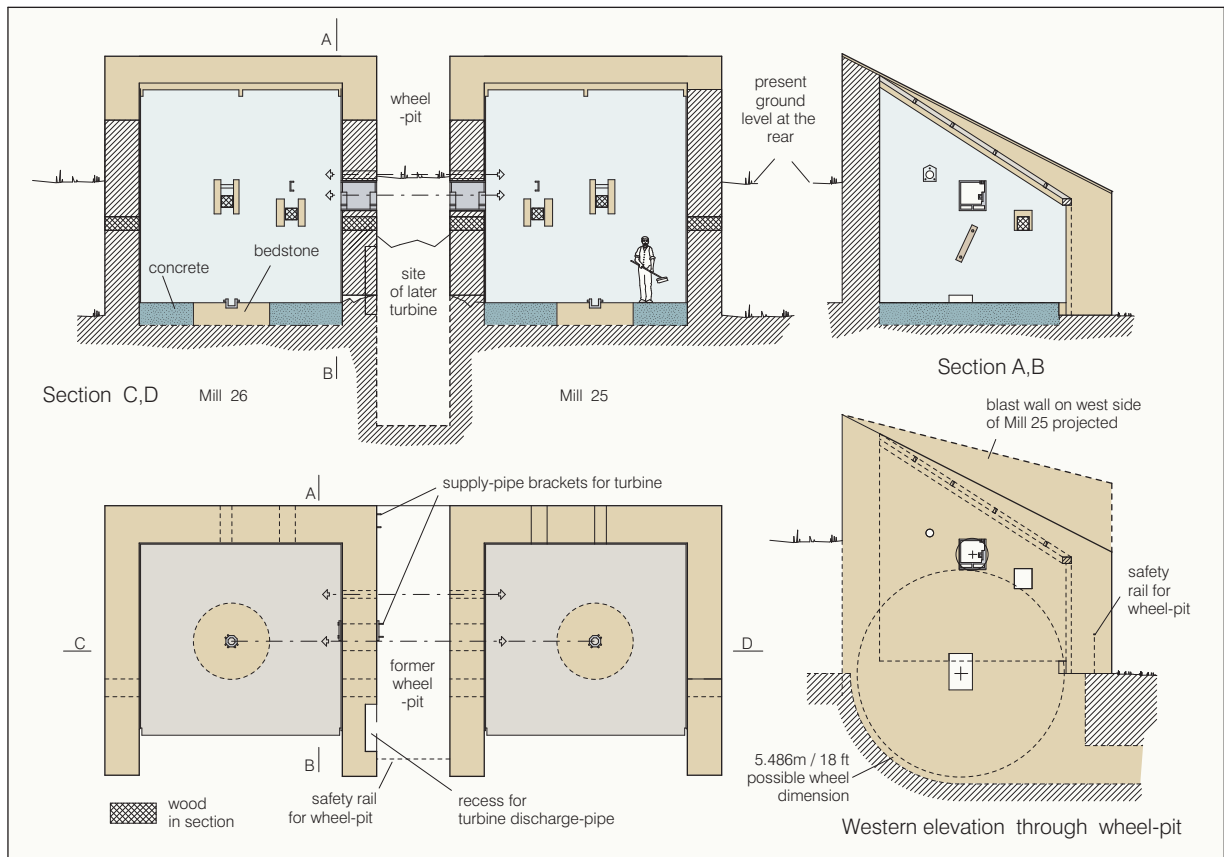 A
wheel
-pit
present
ground
level at the
rear
concrete
bedstone
site
of later
turbine
B
Section C,D
Mill 26
Mill 25
Section A,B
blast wall on west side
of Mill 25 projected
A
supply-pipe brackets for turbine
safety
rail for
wheel-pit
C
D
former
wheel
-pit
B
5.486m / 18 ft
possible wheel
dimension
wood
in section
safety rail
for wheel-pit
recess for
turbine discharge-pipe
Western elevation through wheel-pit